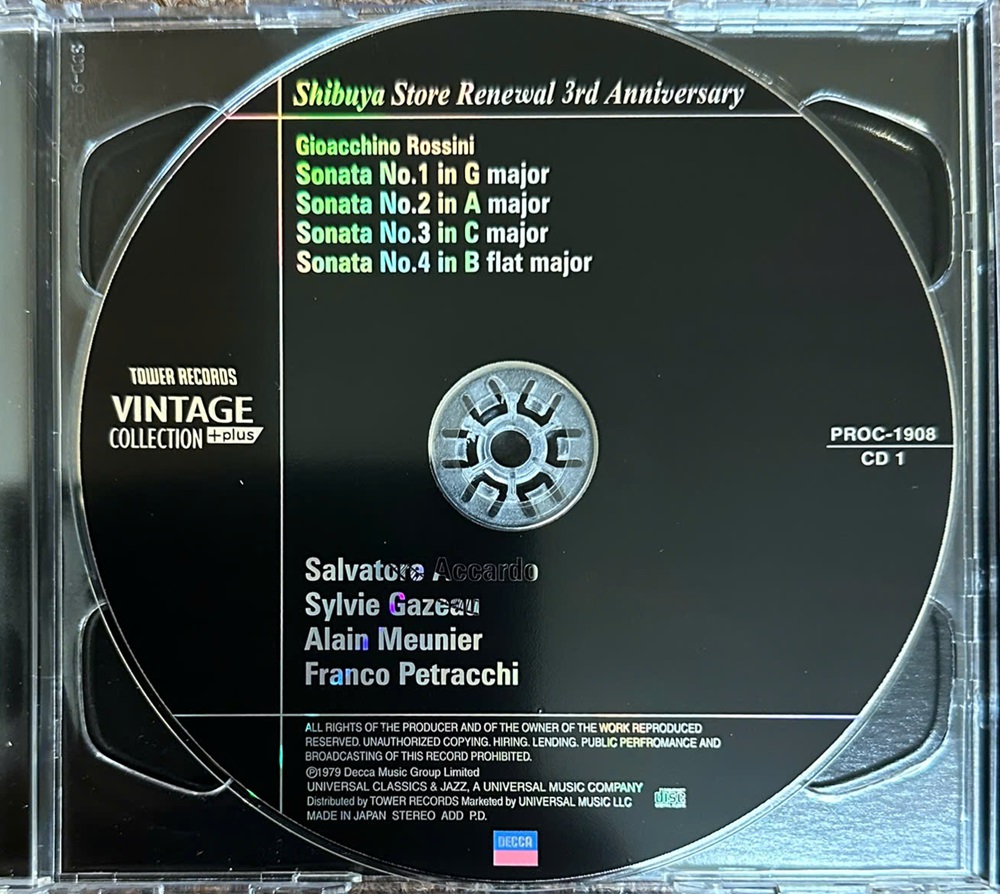 Shibuya Store Renewal 3rd Anniversary
Gioacchino Rossini
Sonata No.1 in G major
Sonata No.2 in A major
Sonata No.3 in C major
Sonata No.4 in B flat major
TOWER RECORDS
VINTAGE
COLLECTION +plus
PROC-1908
CD 1
Salvatore Accardo
Sylvie Gazeau
Alain Meunier
Franco Petracchi
ALL RIGHTS OF THE PRODUCER AND OF THE OWNER OF THE WORK REPRODUCED
RESERVED. UNAUTHORIZED COPYING. HIRING. LENDING. PUBLIC PERFROMANCE AND
BROADCASTING OF THIS RECORD PROHIBITED.
℗1979 Decca Music Group Limited
UNIVERSAL CLASSICS & JAZZ, A UNIVERSAL MUSIC COMPANY
Distributed by TOWER RECORDS Marketed by UNIVERSAL MUSIC LLC
MADE IN JAPAN STEREO ADD P.D.
DECCA